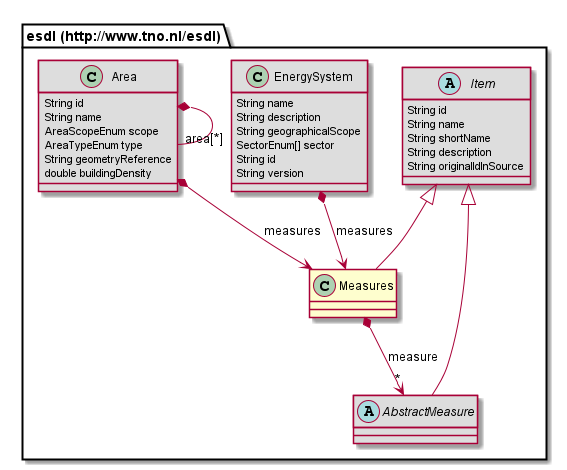 esdl (http://www.tno.nl/esdl)
C Area
String id
String name
AreaScopeEnum scope
AreaTypeEnum type
String geometryReference
double buildingDensity
area[*]
C EnergySystem
String name
String description
String geographicalScope
SectorEnum[] sector
String id
String version
A Item
String id
String name
String shortName
String description
String originalIdInSource
measures
measures
C Measures
measure
*
A AbstractMeasure